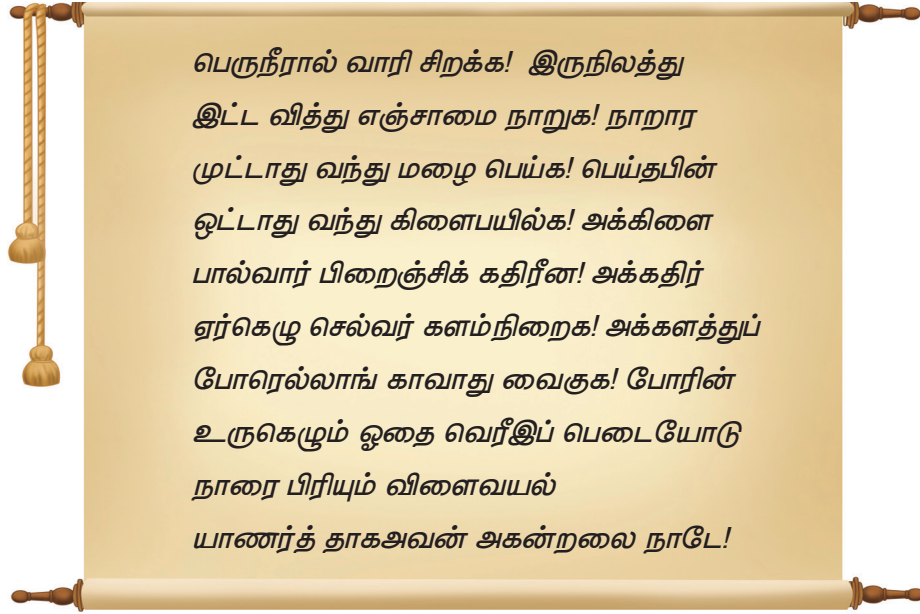 பெருநீரால் வாரி சிறக்க! இருநிலத்து
இட்ட வித்து எஞ்சாமை நாறுக! நாறார
முட்டாது வந்து மழை பெய்க! பெய்தபின்
ஒட்டாது வந்து கிளைபயில்க! அக்கிளை
பால்வார் பிறைஞ்சிக் கதிரீன! அக்கதிர்
ஏர்கெழு செல்வர் களம்நிறைக! அக்களத்துப்
போரெல்லாங் காவாது வைகுக! போரின்
உருகெழும் ஓதை வெரீஇப் பெடையோடு
நாரை பிரியும் விளைவயல்
யாணர்த் தாகஅவன் அகன்றலை நாடே!